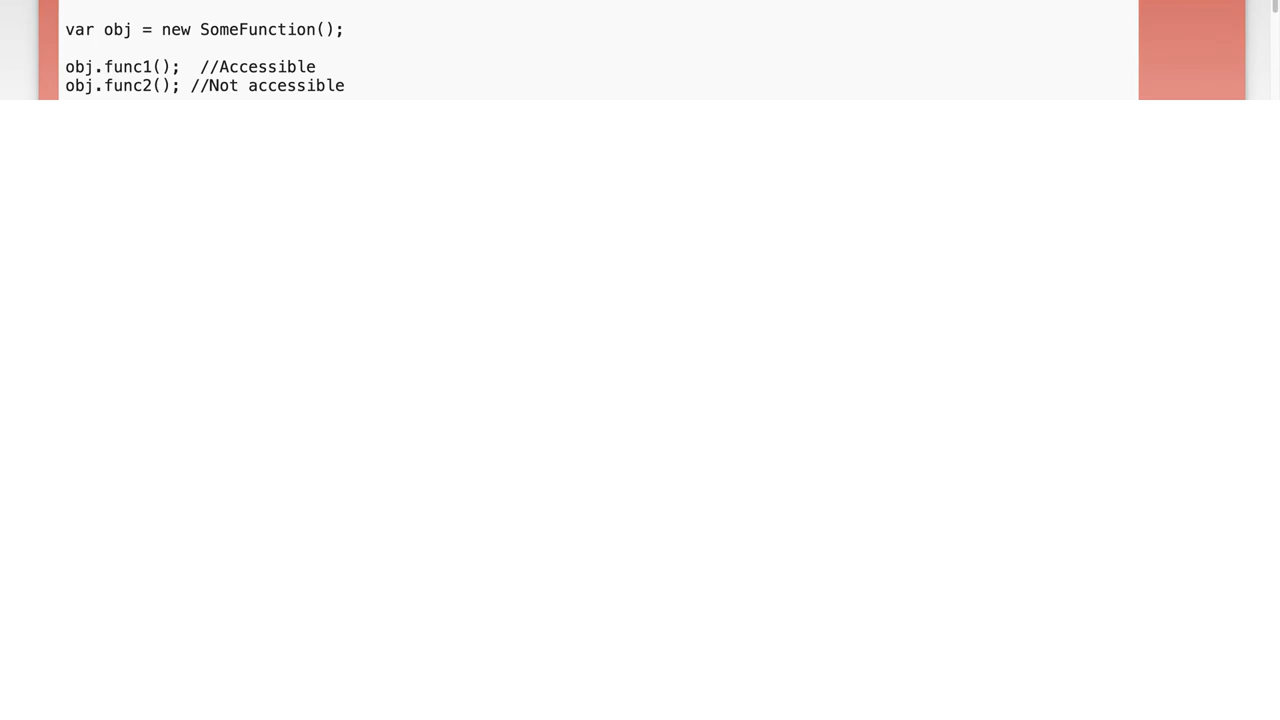 var obj = new SomeFunction();
obj.func1();  //Accessible
obj.func2(); //Not accessible